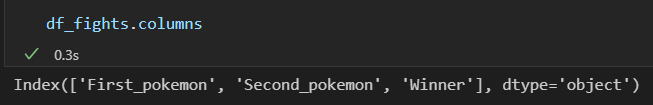 df_fights.columns
0.3s
Index(['First_pokemon', 'Second_pokemon', 'Winner'], dtype='object')